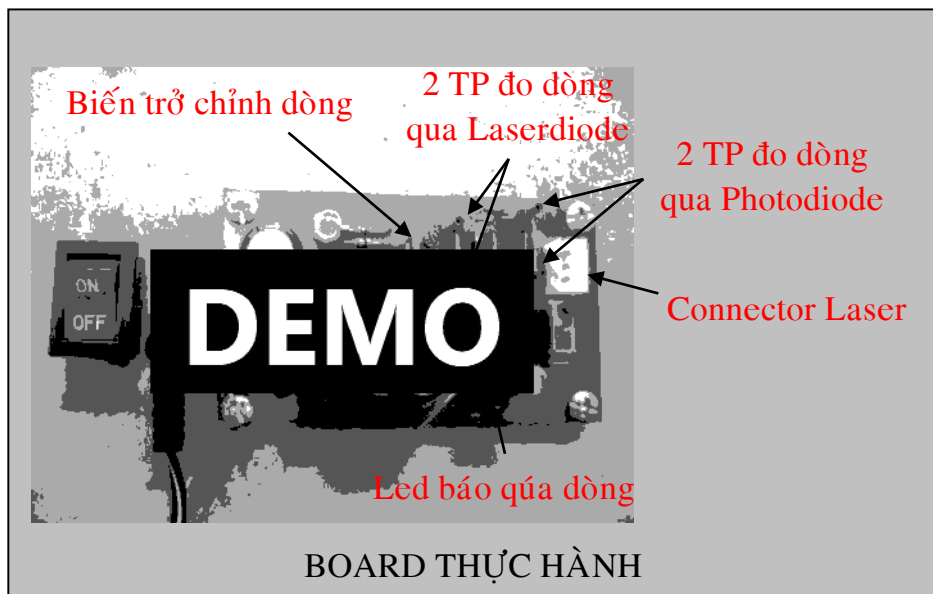 Biến trở chỉnh dòng
2 TP đo dòng
qua Laserdiode
2 TP đo dòng
qua Photodiode
ON
OFF
DEMO
Connector Laser
Led báo qúa dòng
BOARD THỰC HÀNH